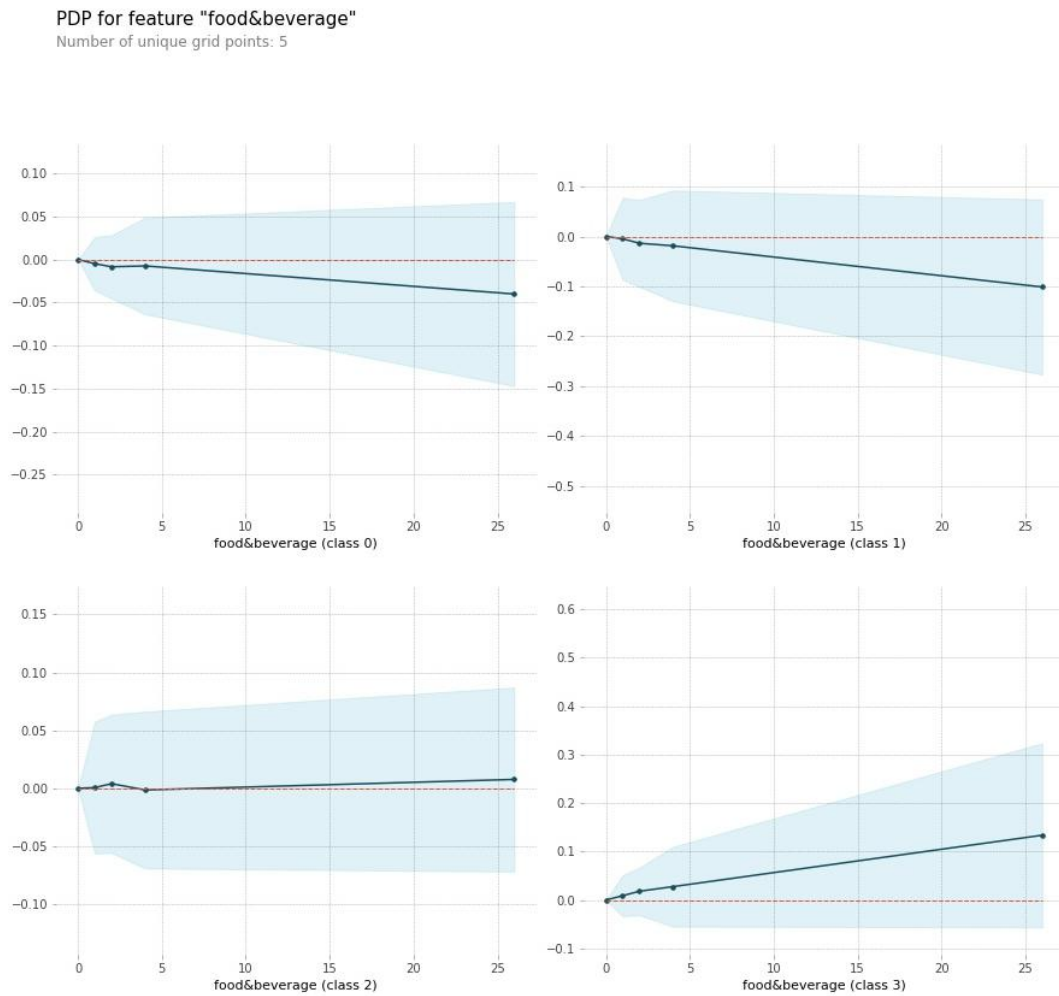 PDP for feature "food&beverage"
Number of unique grid points: 5
0.10
0.05
0.00
−0.05
−0.10
−0.15
−0.20
−0.25
0 5 10 15 20 25
food&beverage (class 0)
0.1
0.0
−0.1
−0.2
−0.3
−0.4
−0.5
0 5 10 15 20 25
food&beverage (class 1)
0.15
0.10
0.05
0.00
−0.05
−0.10
0 5 10 15 20 25
food&beverage (class 2)
0.6
0.5
0.4
0.3
0.2
0.1
0.0
−0.1
0 5 10 15 20 25
food&beverage (class 3)